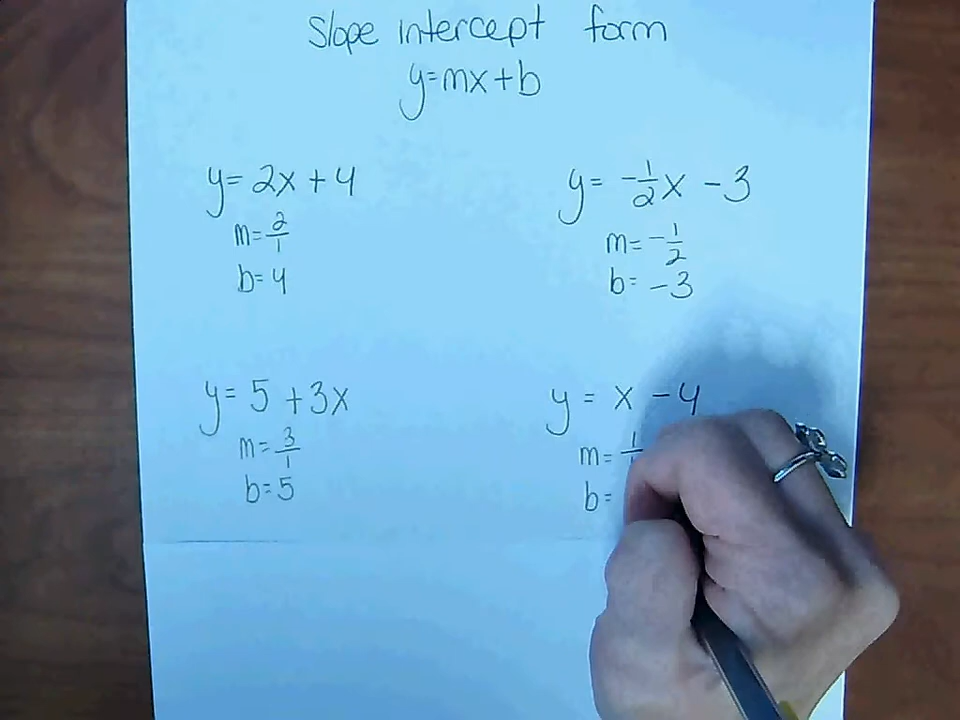 Slope intercept form
y=mx+b
y= 2x+4
m= 2/1
b= 4
y= -1/2x -3
m= -1/2
b= -3
y= 5+3x
m= 3/1
b= 5
y = x -4
m= 1
b=